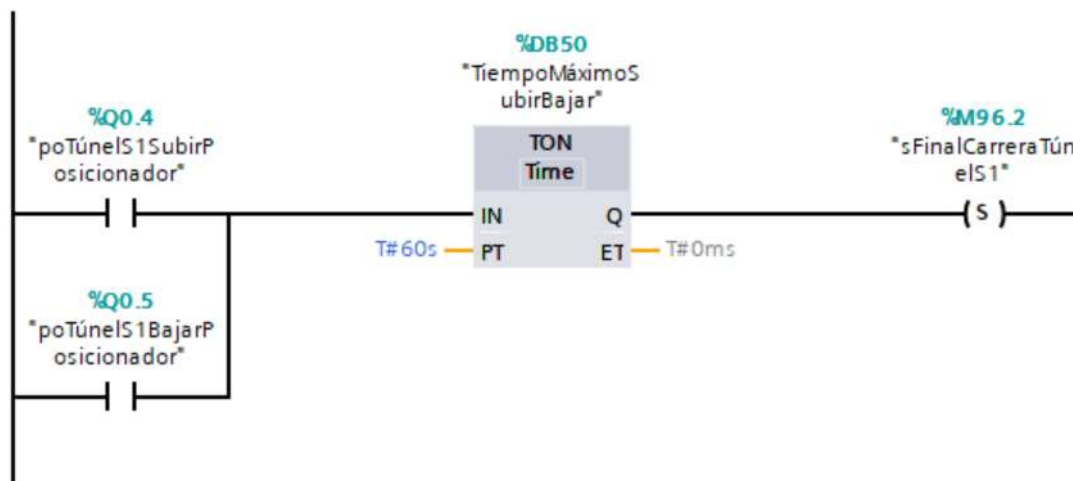 %DB50
"TiempoMáximoS
ubirBajar"
%Q0.4
"poTúnelS1SubirP
osicionador"
TON
Time
%M96.2
"sFinalCarreraTún
elS1"
IN
Q
S
T#60s
PT
ET
T#0ms
%Q0.5
"poTúnelS1BajarP
osicionador"